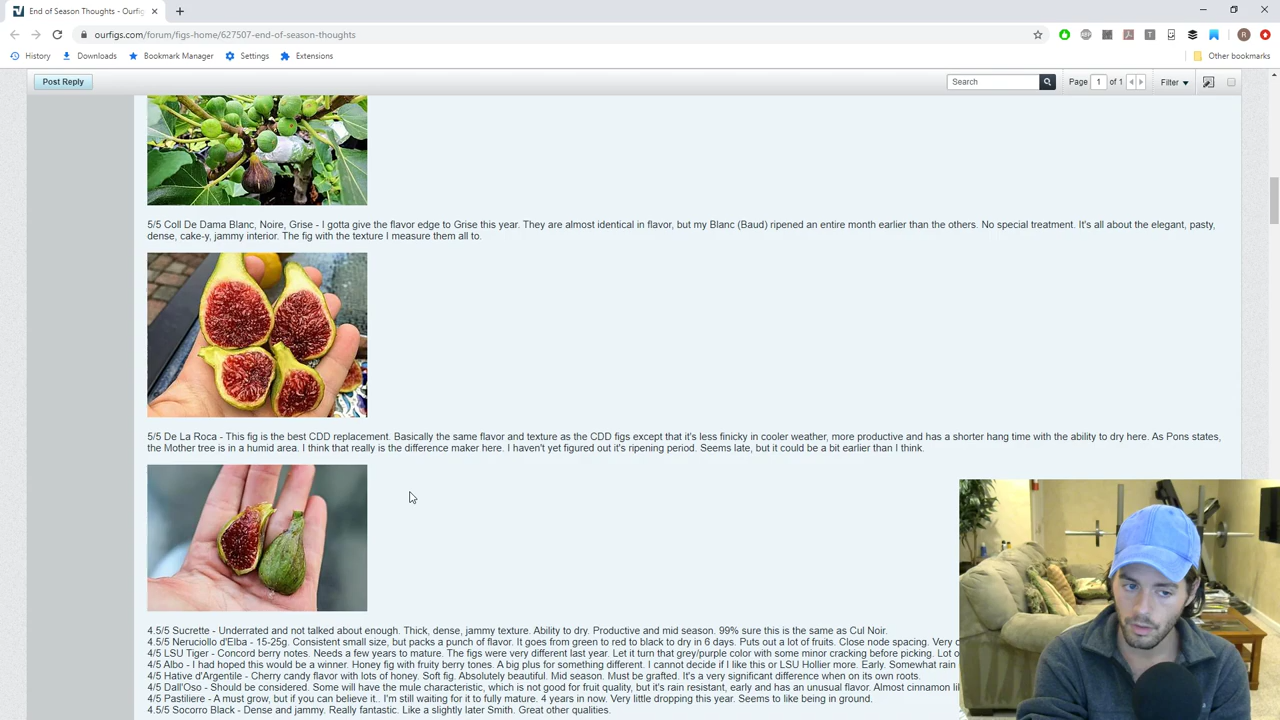 End of Season Thoughts - Ourfigs.
ourfigs.com/forum/figs-home/627507-end-of-season-thoughts
History Downloads Bookmark Manager Settings Extensions Other bookmarks
Post Reply Search Page 1 of 1 Filter
5/5 Coll De Dama Blanc, Noire, Grise - I gotta give the flavor edge to Grise this year. They are almost identical in flavor, but my Blanc (Baud) ripened an entire month earlier than the others. No special treatment. It's all about the elegant, pasty,
dense, cake-y, jammy interior. The fig with the texture I measure them all to.
5/5 De La Roca - This fig is the best CDD replacement. Basically the same flavor and texture as the CDD figs except that it's less finicky in cooler weather, more productive and has a shorter hang time with the ability to dry here. As Pons states,
the Mother tree is in a humid area. I think that really is the difference maker here. I haven't yet figured out it's ripening period. Seems late, but it could be a bit earlier than I think.
4.5/5 Sucrette - Underrated and not talked about enough. Thick, dense, jammy texture. Ability to dry. Productive and mid season. 99% sure this is the same as Cul Noir.
4.5/5 Neruciollo d'Elba - 15-25g. Consistent small size, but packs a punch of flavor. It goes from green to red to black to dry in 6 days. Puts out a lot of fruits. Close node spacing. Very
4/5 LSU Tiger - Concord berry notes. Needs a few years to mature. The figs were very different last year. Let it turn that grey/purple color with some minor cracking before picking. Lot
4/5 Albo - I had hoped this would be a winner. Honey fig with fruity berry tones. A big plus for something different. I cannot decide if I like this or LSU Hollier more. Early. Somewhat rain
4/5 Hative d'Argentile - Cherry candy flavor with lots of honey. Soft fig. Absolutely beautiful. Mid season. Must be grafted. It's a very significant difference when on its own roots.
4/5 Dall'Oso - Should be considered. Some will have the mule characteristic, which is not good for fruit quality, but it's rain resistant, early and has an unusual flavor. Almost cinnamon
4/5 Pastiliere - A must grow, but if you can believe it.. I'm still waiting for it to fully mature. 4 years in now. Very little dropping this year. Seems to like being in ground.
4.5/5 Socorro Black - Dense and jammy. Really fantastic. Like a slightly later Smith. Great other qualities.